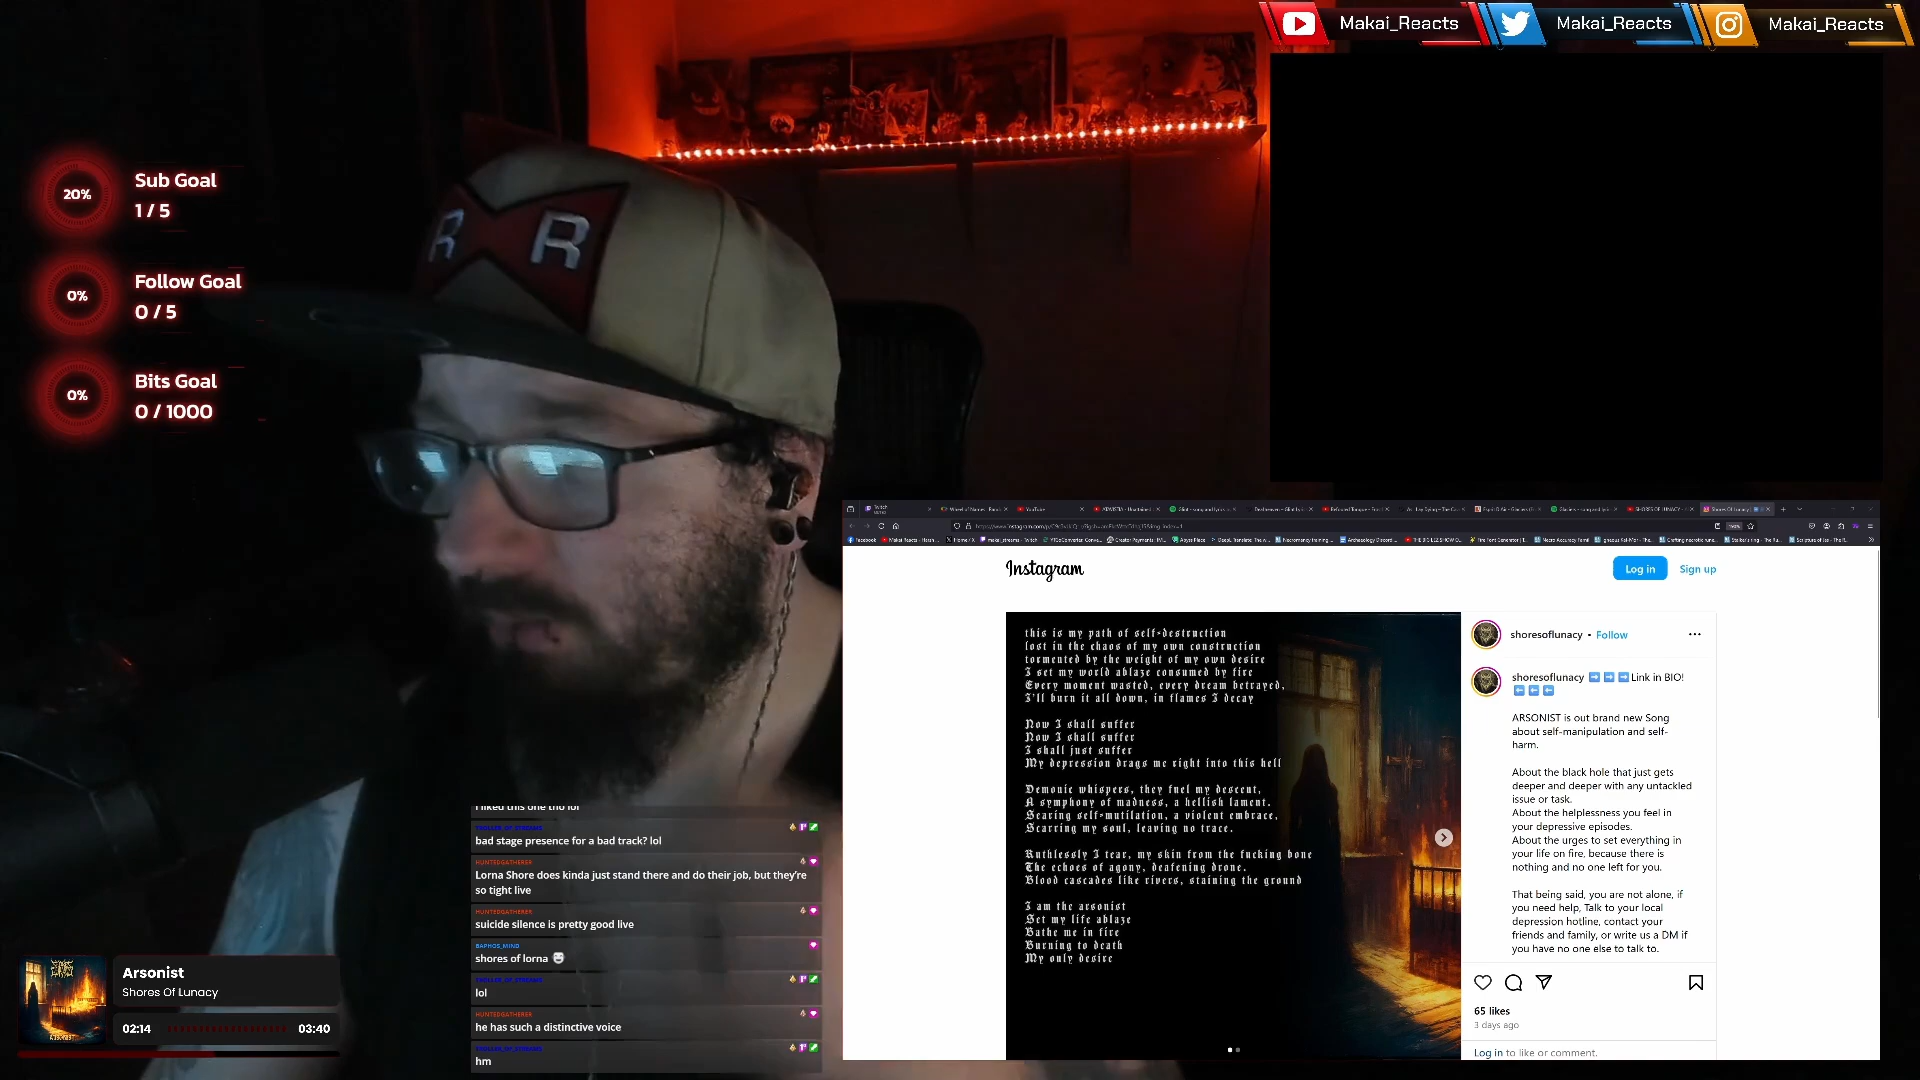 Makai_Reacts
Makai_Reacts
Makai_Reacts
20%
Sub Goal
1 / 5
0%
Follow Goal
0 / 5
0%
Bits Goal
0 / 1000
R R
Arsonist
Shores Of Lunacy
02:14
03:40
I liked this one tho lol
bad stage presence for a bad track? lol
HUNTEDGATHERER
Lorna Shore does kinda just stand there and do their job, but they're
so tight live
HUNTEDGATHERER
suicide silence is pretty good live
BAPHOS_MIND
shores of lorna
lol
HUNTEDGATHERER
he has such a distinctive voice
hm
Twitch
YouTube
Facebook
Instagram
Log in
Sign up
this is my path of self-destruction
lost in the chaos of my own construction
tormented by the weight of my own desire
I set my world ablaze consumed by fire
Every moment wasted, every dream betrayed,
I'll burn it all down, in flames I decay
Now I shall suffer
Now I shall suffer
I shall just suffer
My depression drags me right into this hell
Demonic whispers, they fuel my descent,
A symphony of madness, a hellish lament.
Searing self-mutilation, a violent embrace,
Scarring my soul, leaving no trace.
Ruthlessly I tear, my skin from the fucking bone
The echoes of agony, deafening drone.
Blood cascades like rivers, staining the ground
I am the arsonist
Set my life ablaze
Bathe me in fire
Burning to death
My only desire
shoresoflunacy • Follow
shoresoflunacy ➡️➡️➡️Link in BIO!
⬅️⬅️⬅️
ARSONIST is out brand new Song
about self-manipulation and self-
harm.
About the black hole that just gets
deeper and deeper with any untackled
issue or task.
About the helplessness you feel in
your depressive episodes.
About the urges to set everything in
your life on fire, because there is
nothing and no one left for you.
That being said, you are not alone, if
you need help, Talk to your local
depression hotline, contact your
friends and family, or write us a DM if
you have no one else to talk to.
65 likes
3 days ago
Log in to like or comment.